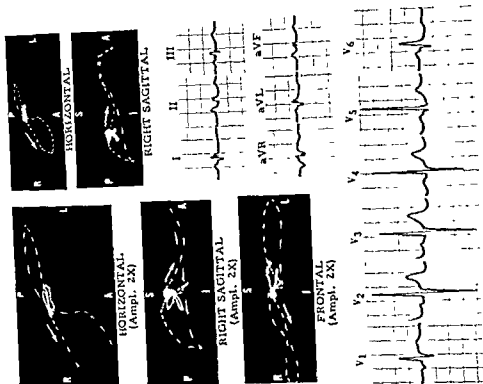 P
R
L
A
HORIZONTAL
(Ampl. 2X)
P
R
L
A
HORIZONTAL
S
P
A
I
RIGHT SAGITTAL
(Ampl. 2X)
S
P
A
I
RIGHT SAGITTAL
S
R
L
I
FRONTAL
(Ampl. 2X)
I II III
aVR aVL aVF
V1 V2 V3 V4 V5 V6